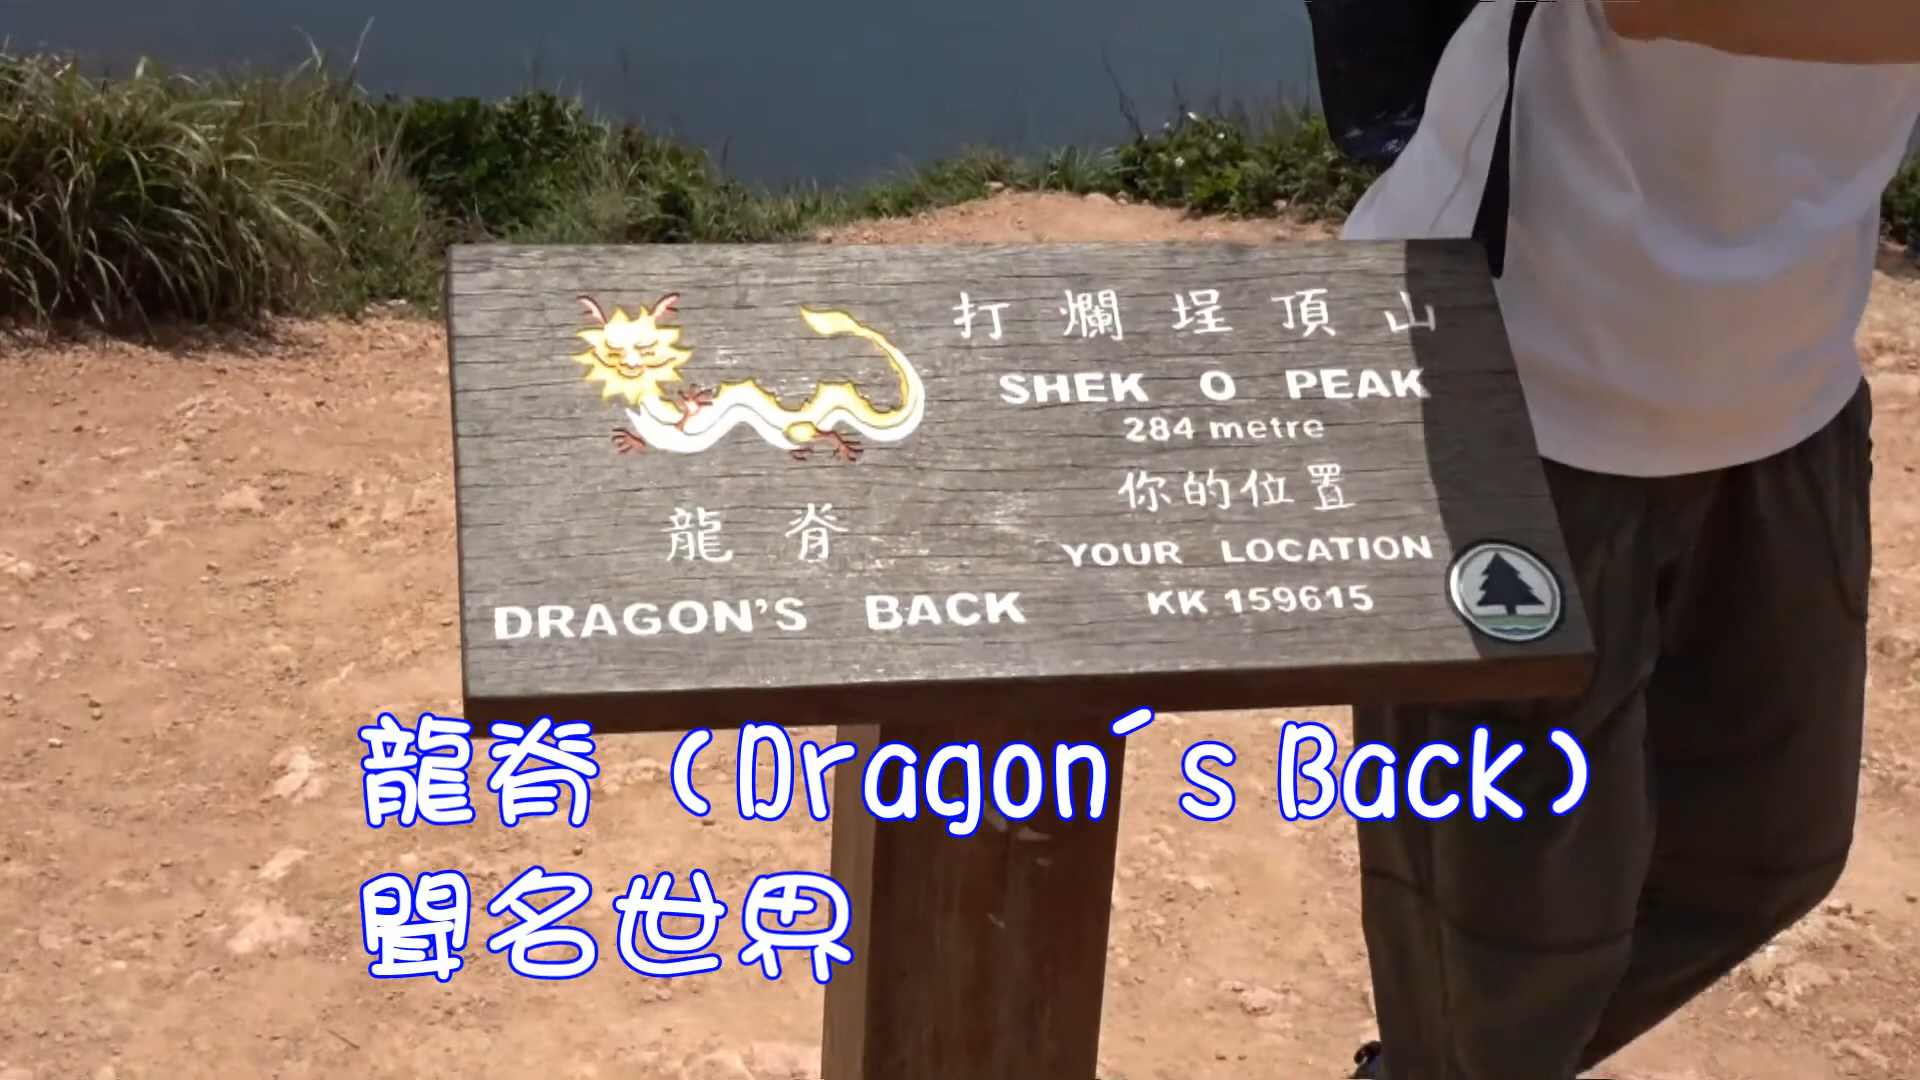 打爛埕頂山
SHEK O PEAK
284 metre
你的位置
YOUR LOCATION
KK 159615
龍脊
DRAGON'S BACK
龍脊（Dragon´s Back）
聞名世界